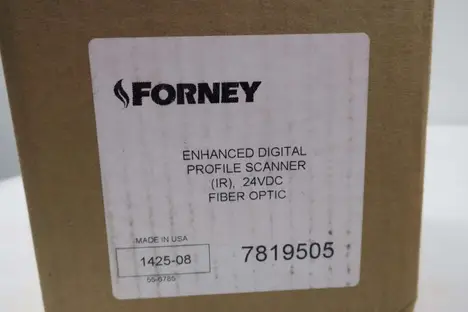 FORNEY
ENHANCED DIGITAL
PROFILE SCANNER
(IR), 24VDC
FIBER OPTIC
MADE IN USA
1425-08
7819505